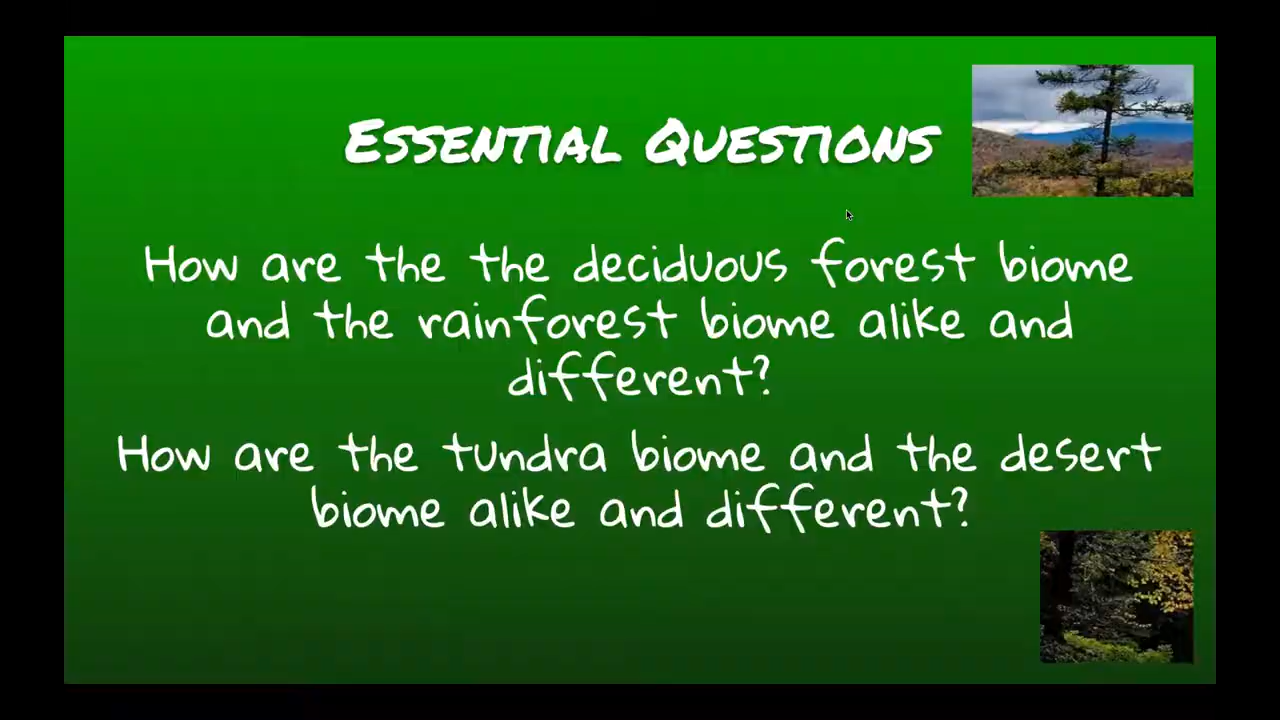 Essential Questions
How are the the deciduous forest biome
and the rainforest biome alike and
different?
How are the tundra biome and the desert
biome alike and different?